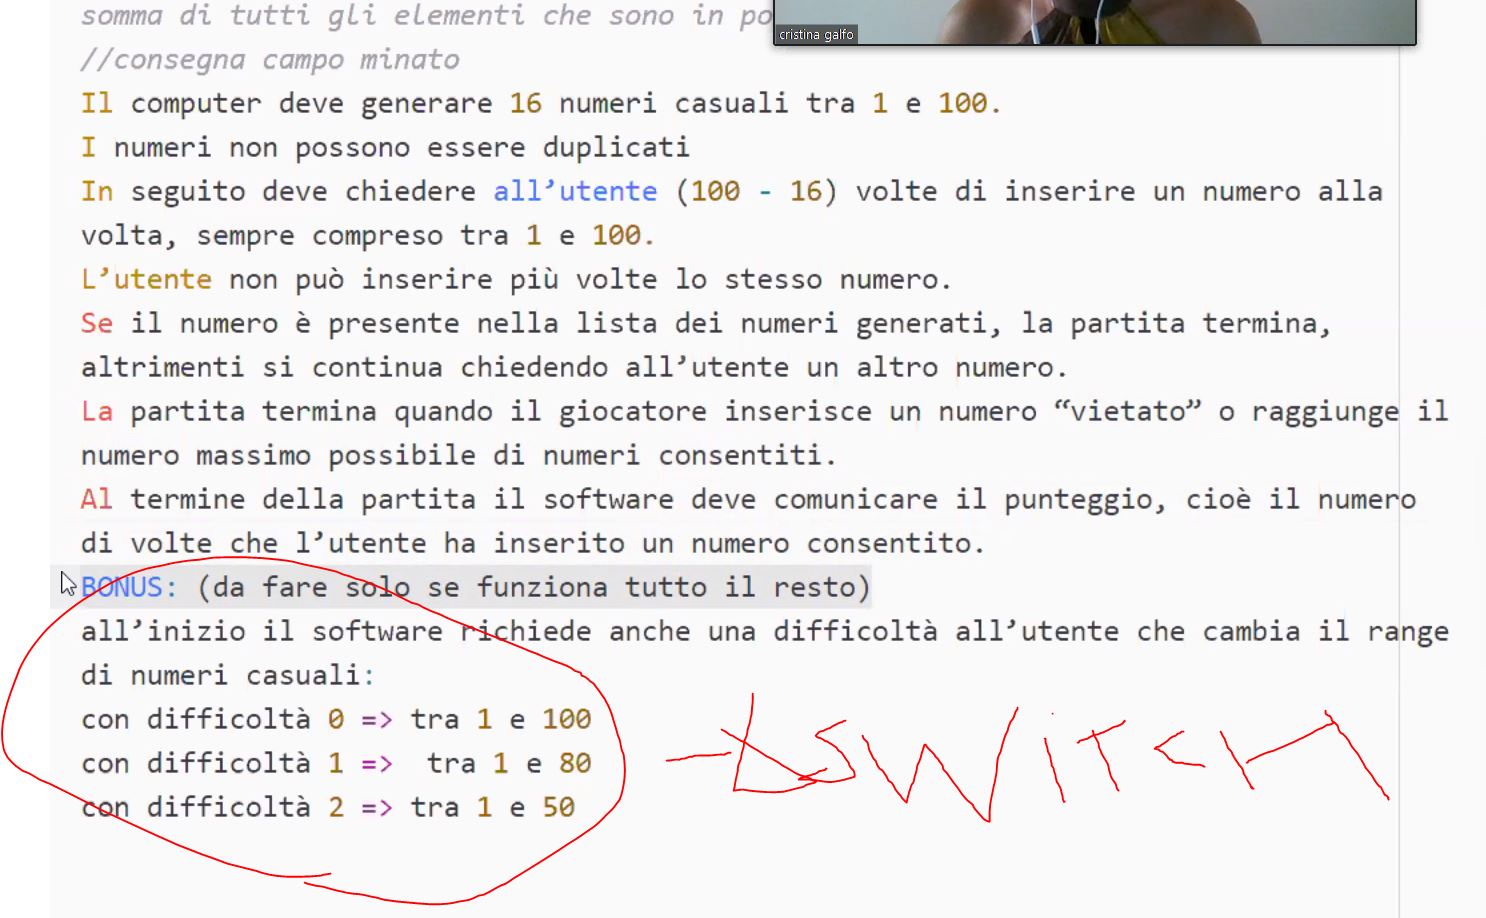 somma di tutti gli elementi che sono in po
cristina galfo
//consegna campo minato
Il computer deve generare 16 numeri casuali tra 1 e 100.
I numeri non possono essere duplicati
In seguito deve chiedere all’utente (100 - 16) volte di inserire un numero alla
volta, sempre compreso tra 1 e 100.
L’utente non può inserire più volte lo stesso numero.
Se il numero è presente nella lista dei numeri generati, la partita termina,
altrimenti si continua chiedendo all’utente un altro numero.
La partita termina quando il giocatore inserisce un numero “vietato” o raggiunge il
numero massimo possibile di numeri consentiti.
Al termine della partita il software deve comunicare il punteggio, cioè il numero
di volte che l’utente ha inserito un numero consentito.
BONUS: (da fare solo se funziona tutto il resto)
all’inizio il software richiede anche una difficoltà all’utente che cambia il range
di numeri casuali:
con difficoltà 0 => tra 1 e 100
con difficoltà 1 => tra 1 e 80
con difficoltà 2 => tra 1 e 50
SWITCH